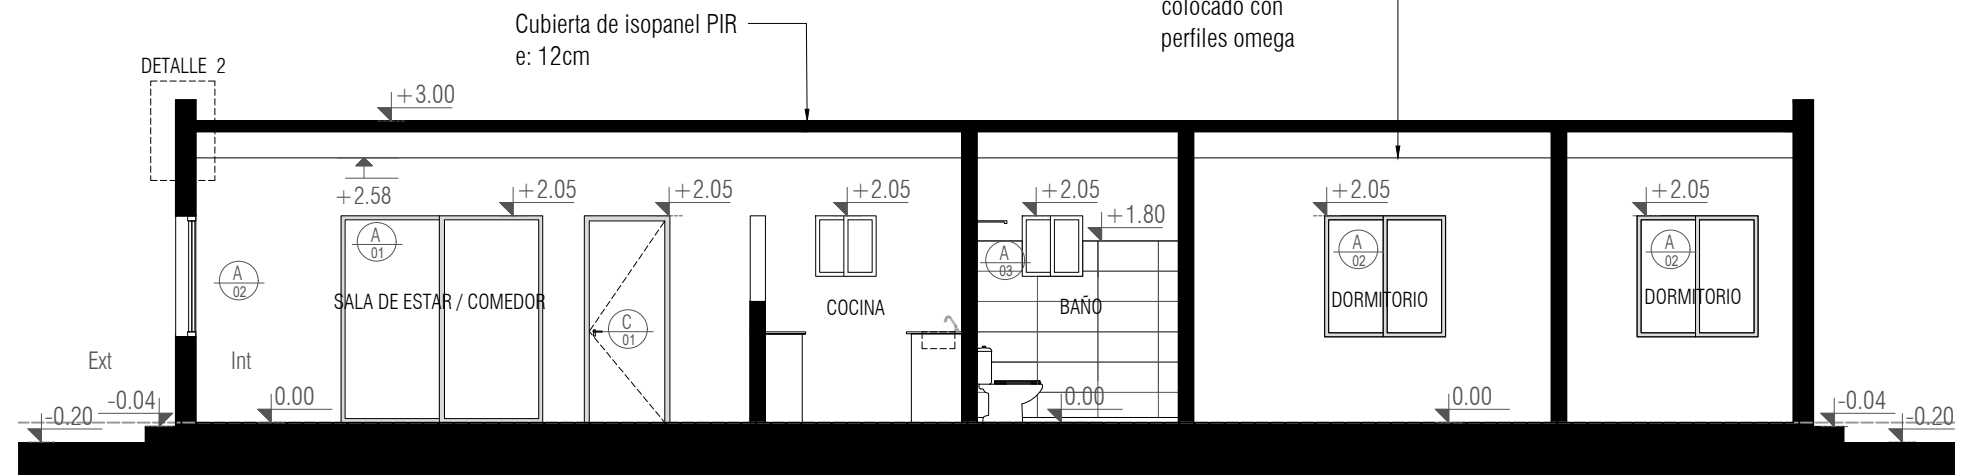 colocado con
Cubierta de isopanel PIR
e: 12cm
perfiles omega
DETALLE 2
+3.00
+2.58
+2.05
+2.05
+2.05
+2.05
+1.80
+2.05
+2.05
A
01
A
02
A
03
A
02
A
02
SALA DE ESTAR / COMEDOR
COCINA
BAÑO
DORMITORIO
DORMITORIO
C
01
Ext
Int
-0.20
-0.04
0.00
0.00
0.00
-0.04
-0.20